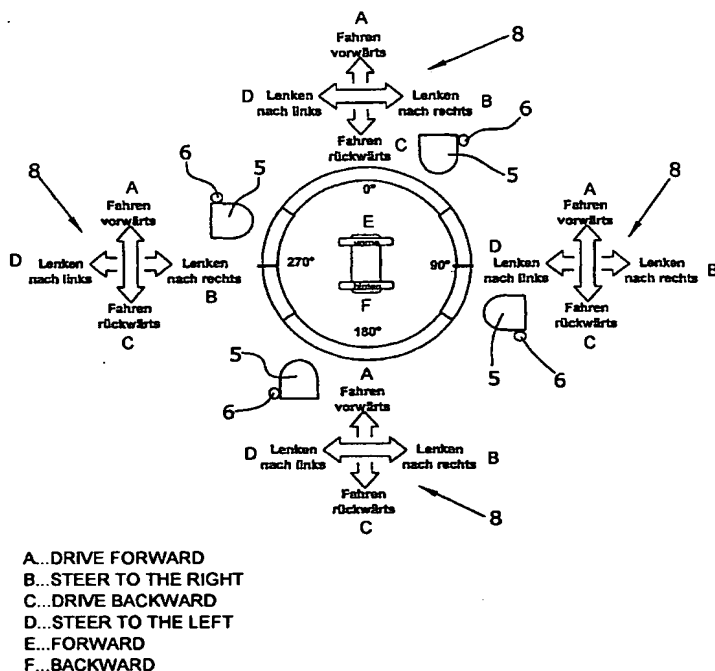 A
Fahren
vorwärts
8
D Lenken
nach links
Lenken
nach rechts B
6
Fahren
rückwärts C
5
6
5
8
0°
A
Fahren
vorwärts
D Lenken
nach links
Lenken
nach rechts
B
Fahren
rückwärts
C
270°
E
vorne
hinten
F
90°
180°
8
A
Fahren
vorwärts
D
Lenken
nach links
Lenken
nach rechts B
Fahren
rückwärts
C
5
6
5
6
A
Fahren
vorwärts
D Lenken
nach links
Lenken
nach rechts B
Fahren
rückwärts
C
8
A...DRIVE FORWARD
B...STEER TO THE RIGHT
C...DRIVE BACKWARD
D...STEER TO THE LEFT
E...FORWARD
F...BACKWARD